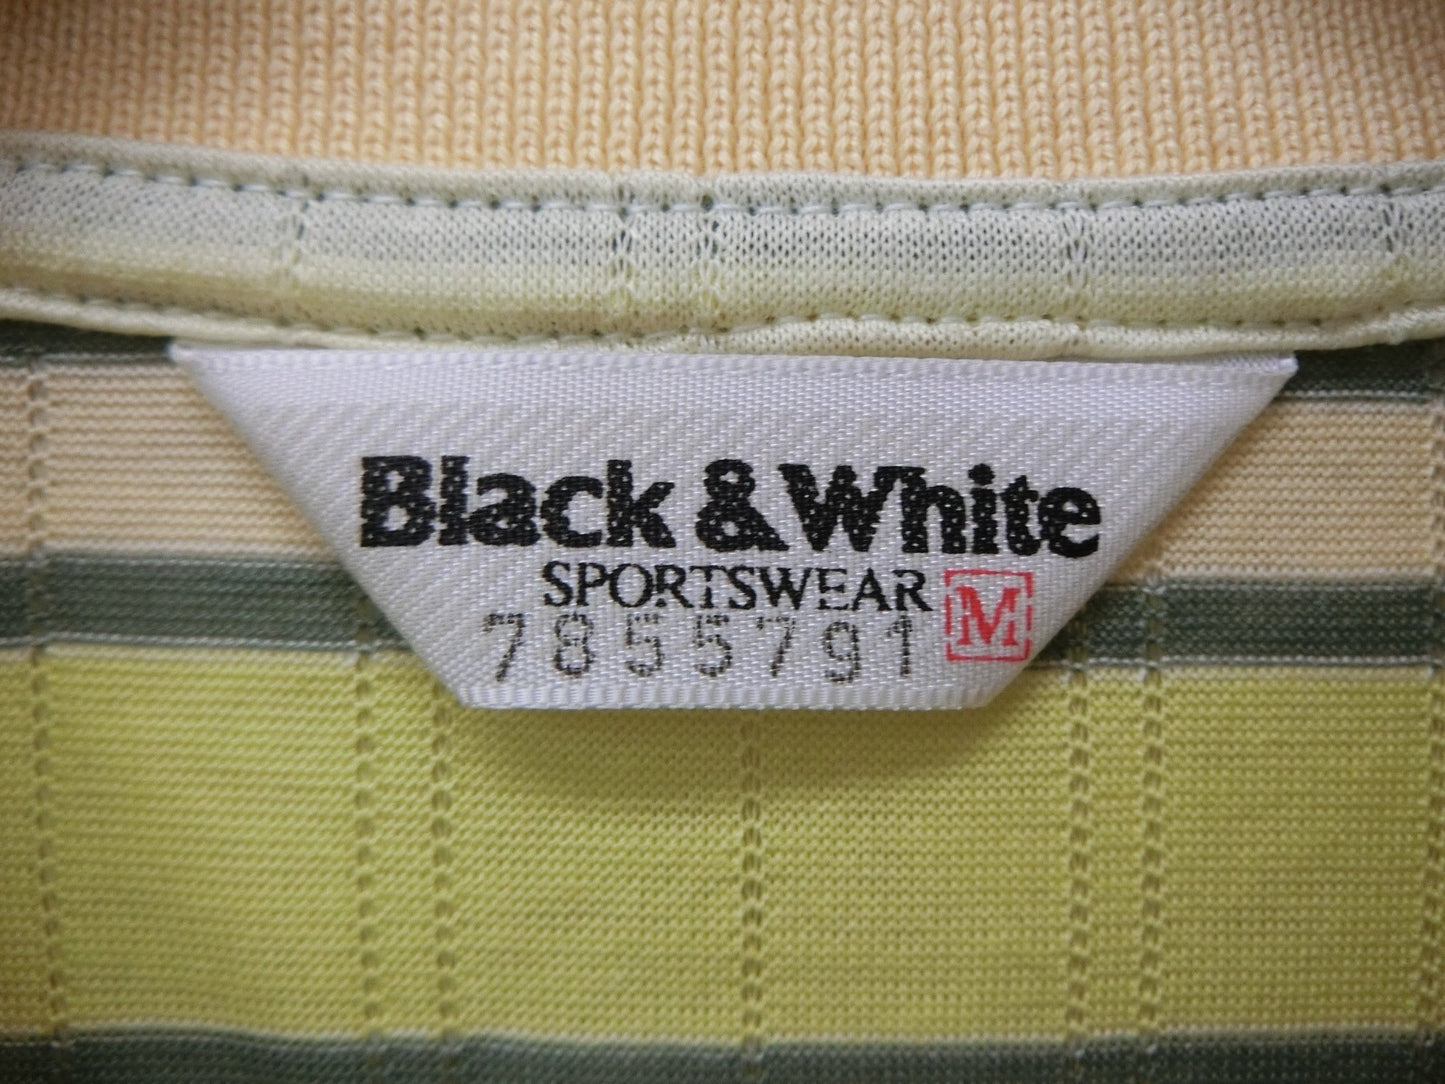 Black & White
SPORTSWEAR M
7855791